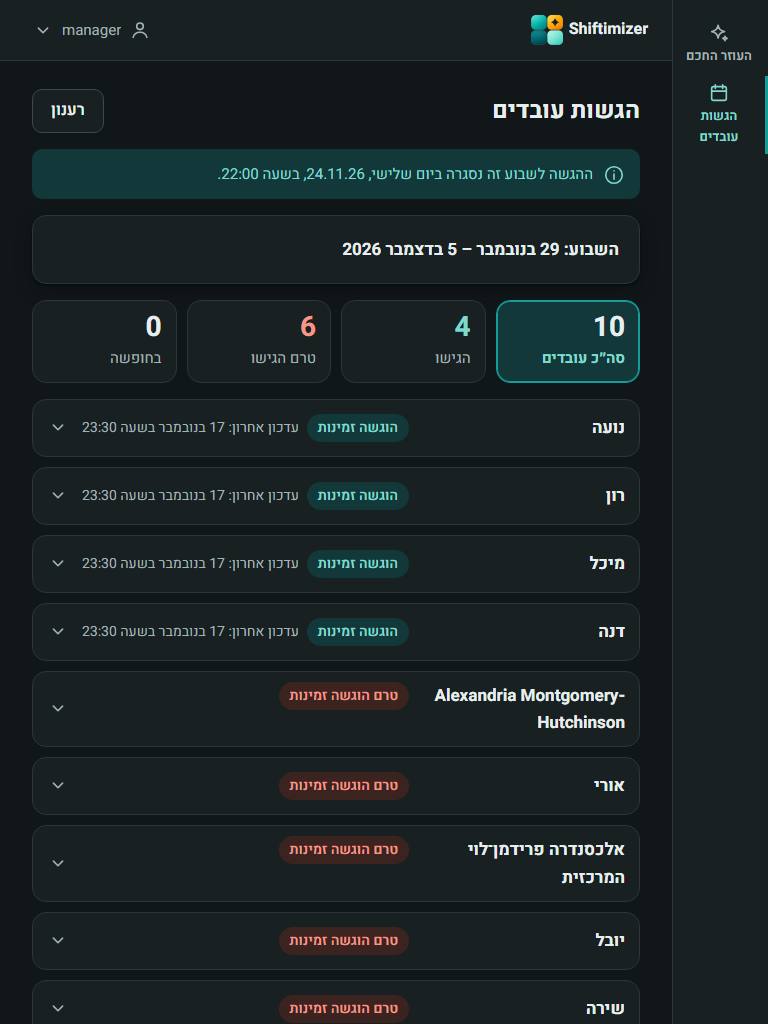 העוזר החכם
הגשות
עובדים
Shiftimizer
manager
הגשות עובדים
רענון
ההגשה לשבוע זה נסגרה ביום שלישי, 24.11.26, בשעה 22:00.
השבוע: 29 בנובמבר – 5 בדצמבר 2026
10
סה״כ עובדים
4
הגישו
6
טרם הגישו
0
בחופשה
נועה הוגשה זמינות עדכון אחרון: 17 בנובמבר בשעה 23:30
רון הוגשה זמינות עדכון אחרון: 17 בנובמבר בשעה 23:30
מיכל הוגשה זמינות עדכון אחרון: 17 בנובמבר בשעה 23:30
דנה הוגשה זמינות עדכון אחרון: 17 בנובמבר בשעה 23:30
Alexandria Montgomery- טרם הוגשה זמינות
Hutchinson
אורי טרם הוגשה זמינות
אלכסנדרה פרידמן־לוי טרם הוגשה זמינות
המרכזית
יובל טרם הוגשה זמינות
שירה טרם הוגשה זמינות